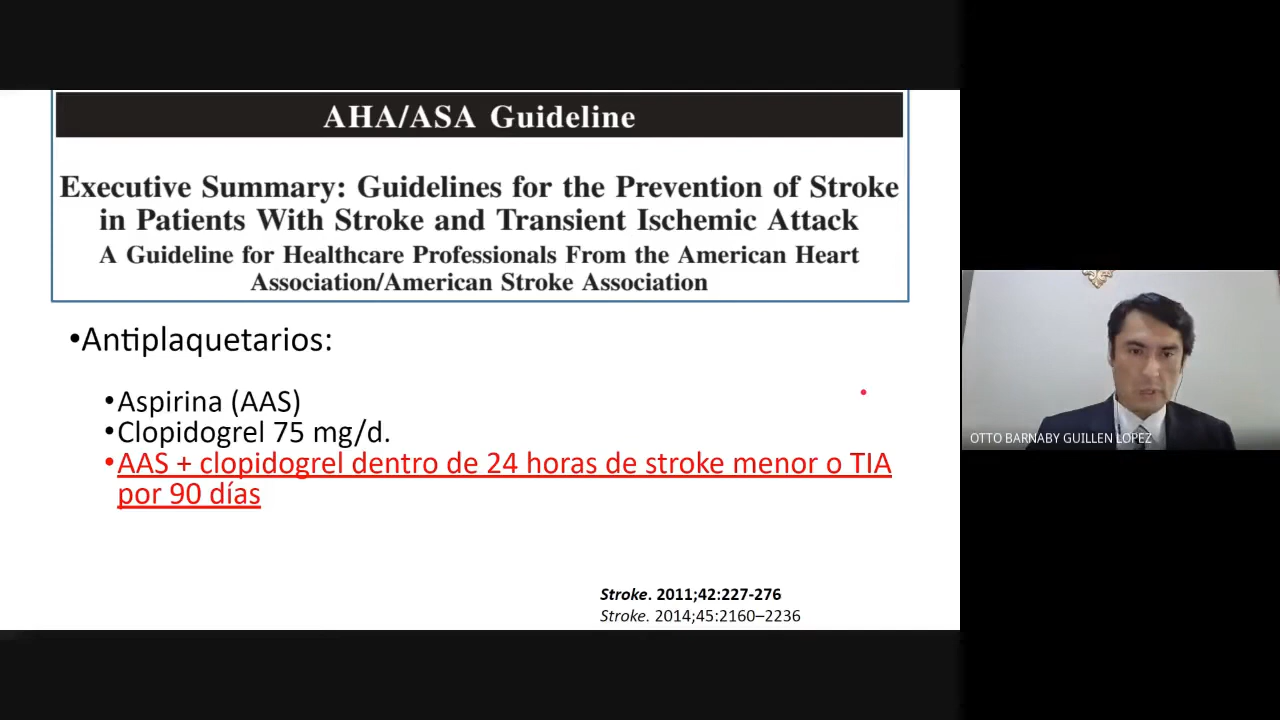 AHA/ASA Guideline
Executive Summary: Guidelines for the Prevention of Stroke
in Patients With Stroke and Transient Ischemic Attack
A Guideline for Healthcare Professionals From the American Heart
Association/American Stroke Association
•Antiplaquetarios:
•Aspirina (AAS)
•Clopidogrel 75 mg/d.
•AAS + clopidogrel dentro de 24 horas de stroke menor o TIA
por 90 días
OTTO BARNABY GUILLEN LOPEZ
Stroke. 2011;42:227-276
Stroke. 2014;45:2160–2236